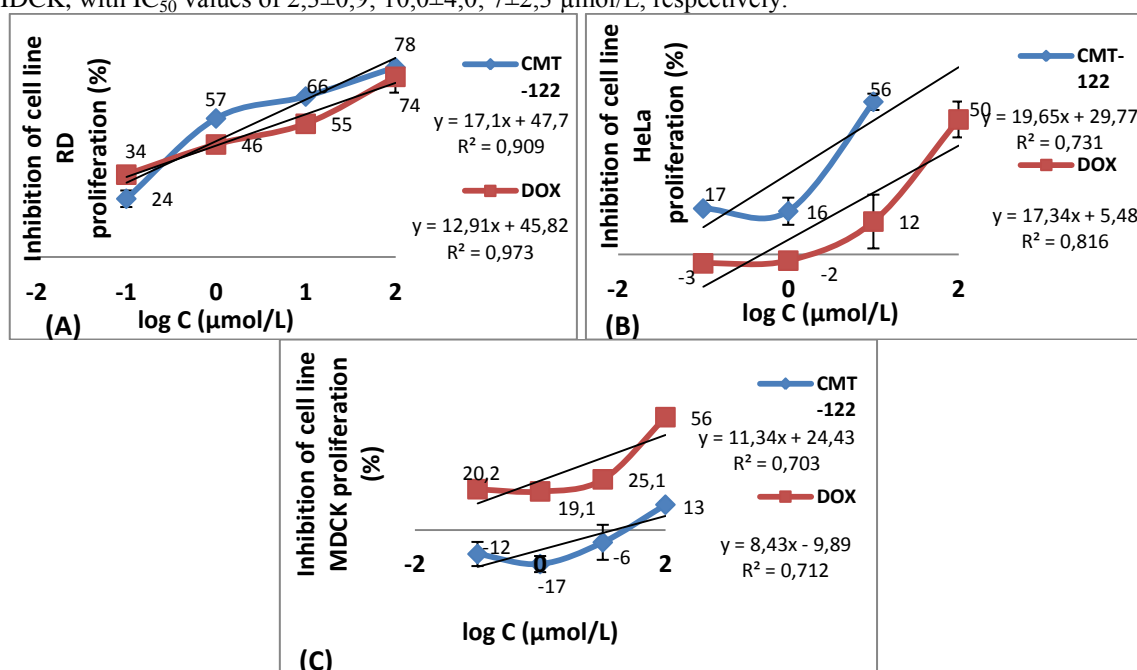 MDCK, with IC50 values of 2,5±0,9; 10,0±4,0; 7±2,5 µmol/L, respectively.
Inhibition of cell line
RD
proliferation (%)
78
66
57
74
55
46
34
24
CMT
-122
y = 17,1x + 47,7
R² = 0,909
DOX
y = 12,91x + 45,82
R² = 0,973
-2
-1
0
1
2
log C (µmol/L)
(A)
Inhibition of cell line
HeLa
proliferation (%)
56
50
17
16
12
-3
-2
CMT-
122
y = 19,65x + 29,77
R² = 0,731
DOX
y = 17,34x + 5,48
R² = 0,816
-2
0
2
log C (µmol/L)
(B)
Inhibition of cell line
MDCK proliferation
(%)
56
20,2
19,1
25,1
13
-12
-17
-6
CMT
-122
y = 11,34x + 24,43
R² = 0,703
DOX
y = 8,43x - 9,89
R² = 0,712
-2
0
2
log C (µmol/L)
(C)